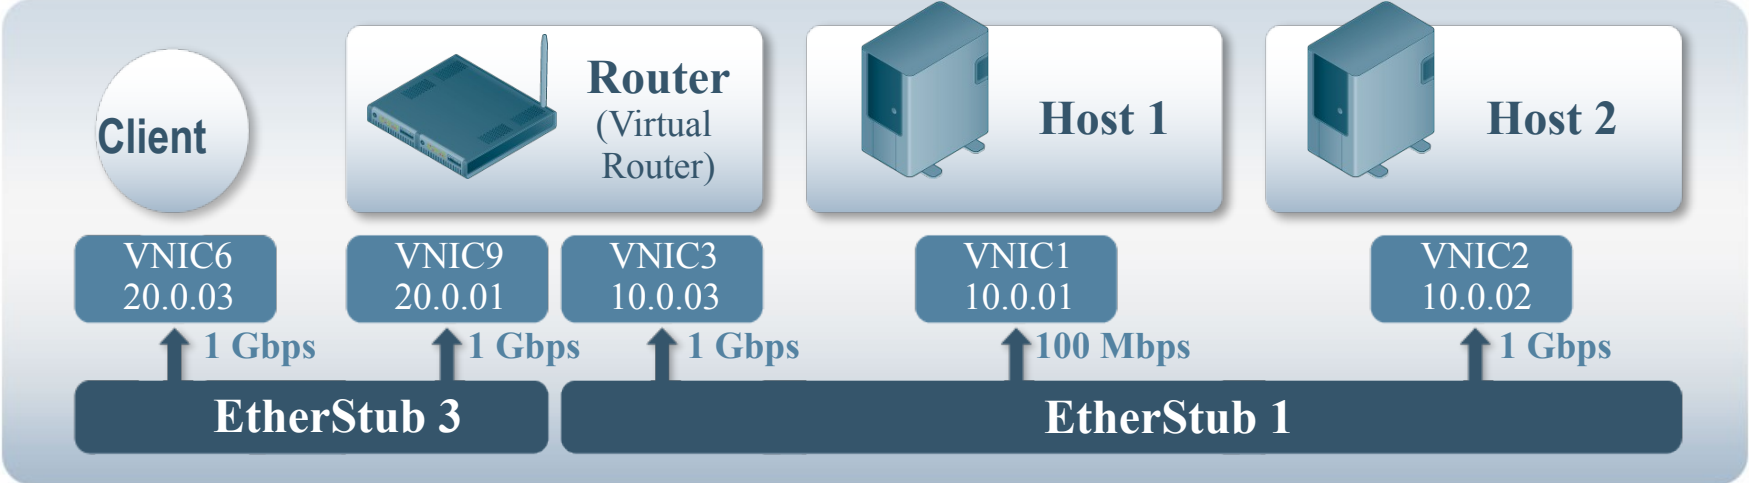 Client
Router
(Virtual
Router)
Host 1
Host 2
VNIC6
20.0.03
VNIC9
20.0.01
VNIC3
10.0.03
VNIC1
10.0.01
VNIC2
10.0.02
1 Gbps
1 Gbps
1 Gbps
100 Mbps
1 Gbps
EtherStub 3
EtherStub 1